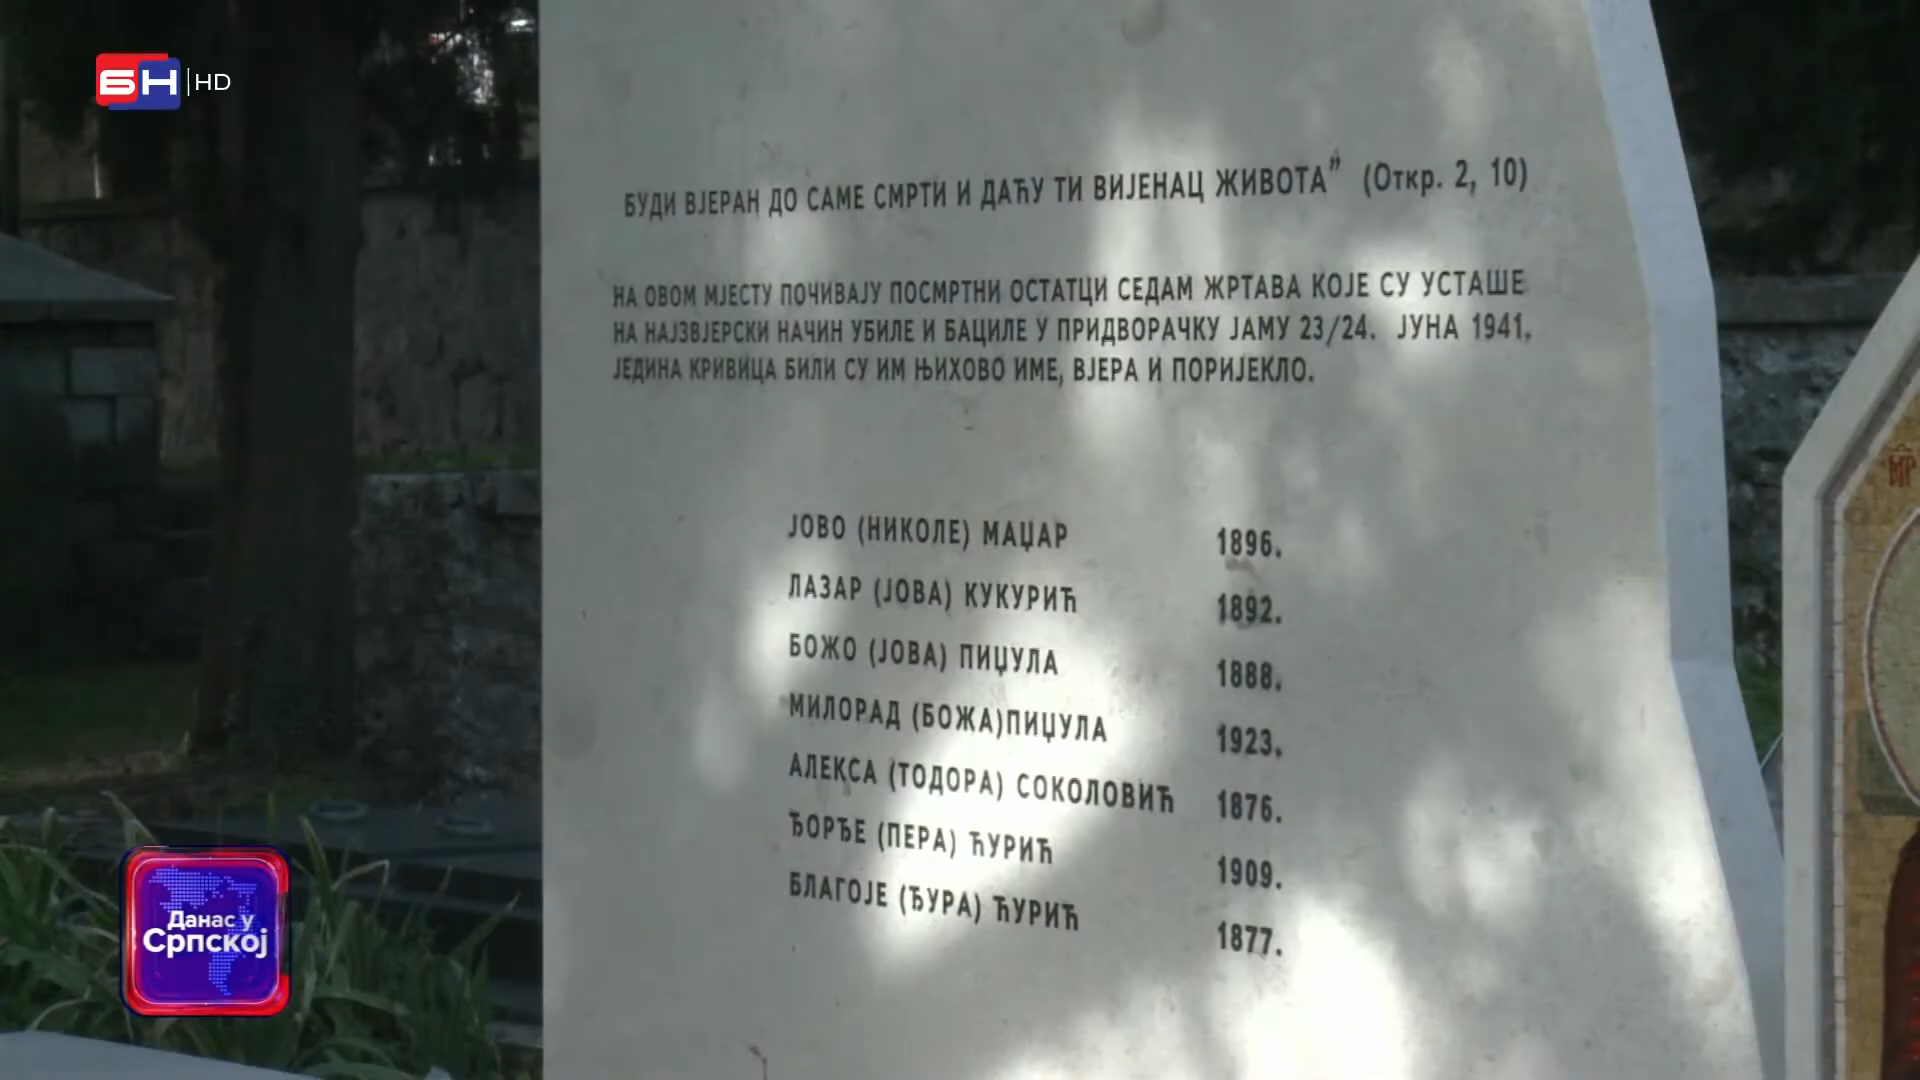 БН HD
БУДИ ВЈЕРАН ДО САМЕ СМРТИ И ДАЋУ ТИ ВИЈЕНАЦ ЖИВОТА” (Откр. 2, 10)
НА ОВОМ МЈЕСТУ ПОЧИВАЈУ ПОСМРТНИ ОСТАТЦИ СЕДАМ ЖРТАВА КОЈЕ СУ УСТАШЕ
НА НАЈЗВЈЕРСКИ НАЧИН УБИЛЕ И БАЦИЛЕ У ПРИДВОРАЧКУ ЈАМУ 23/24. ЈУНА 1941.
ЈЕДИНА КРИВИЦА БИЛИ СУ ИМ ЊИХОВО ИМЕ, ВЈЕРА И ПОРИЈЕКЛО.
ЈОВО (НИКОЛЕ) МАЏАР 1896.
ЛАЗАР (ЈОВА) КУКУРИЋ 1892.
БОЖО (ЈОВА) ПИЏУЛА 1888.
МИЛОРАД (БОЖА)ПИЏУЛА 1923.
АЛЕКСА (ТОДОРА) СОКОЛОВИЋ 1876.
ЂОРЂЕ (ПЕРА) ЋУРИЋ 1909.
БЛАГОЈЕ (ЂУРА) ЋУРИЋ 1877.
Данас у
Српској